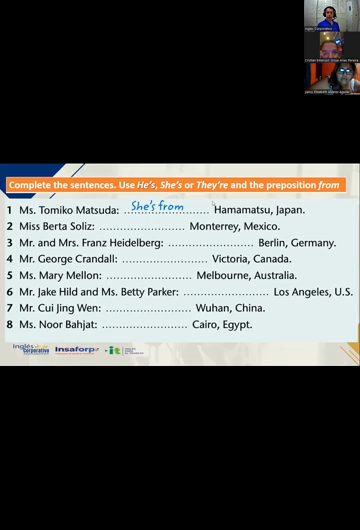 Complete the sentences. Use He's, She's or They're and the preposition from
1 Ms. Tomiko Matsuda: She's from Hamamatsu, Japan.
2 Miss Berta Soliz: ........................ Monterrey, Mexico.
3 Mr. and Mrs. Franz Heidelberg: ........................ Berlin, Germany.
4 Mr. George Crandall: ........................ Victoria, Canada.
5 Ms. Mary Mellon: ........................ Melbourne, Australia.
6 Mr. Jake Hild and Ms. Betty Parker: ........................ Los Angeles, U.S.
7 Mr. Cui Jing Wen: ........................ Wuhan, China.
8 Ms. Noor Bahjat: ........................ Cairo, Egypt.
Inglés
Corporativo
Insaforp
it